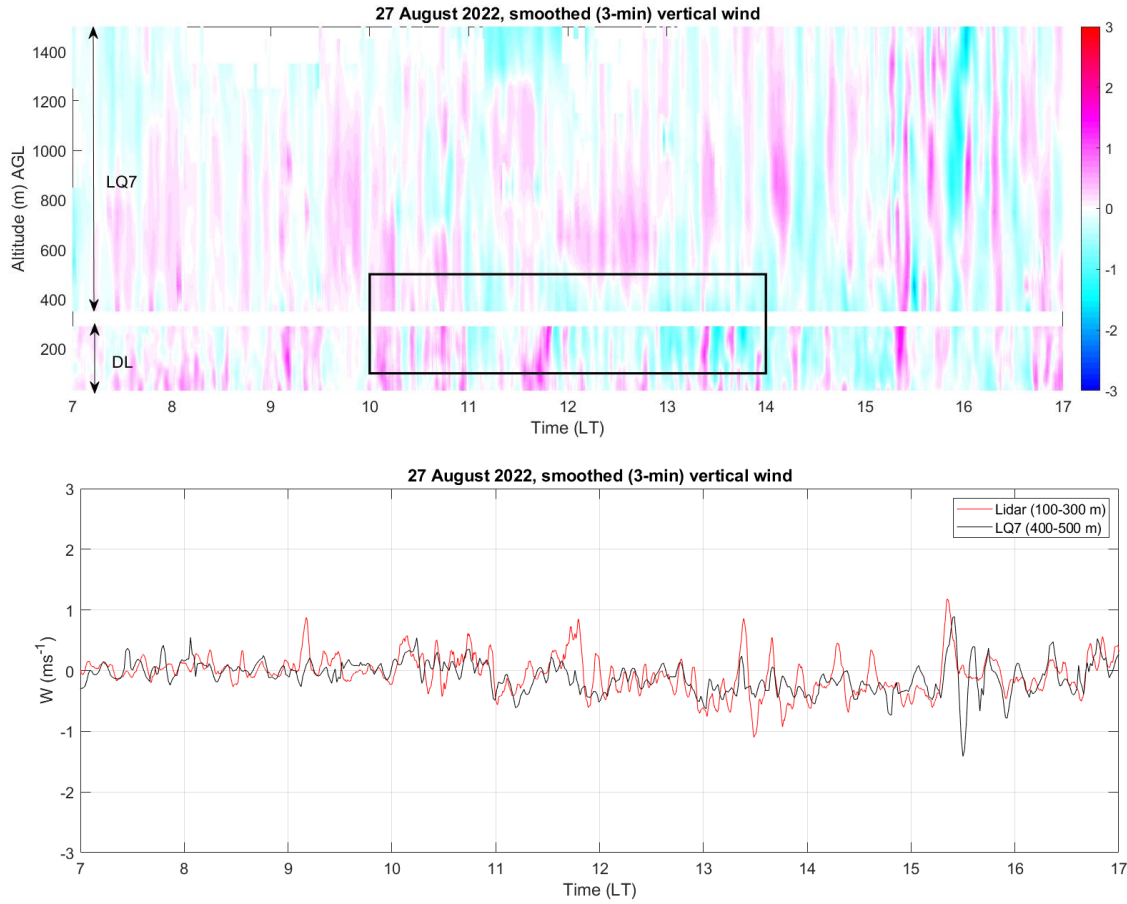 27 August 2022, smoothed (3-min) vertical wind
1400
1200
1000
800
600
400
200
Altitude (m) AGL
LQ7
DL
3
2
1
0
-1
-2
-3
7 8 9 10 11 12 13 14 15 16 17
Time (LT)
27 August 2022, smoothed (3-min) vertical wind
3
2
1
0
-1
-2
-3
W (ms-1)
Lidar (100-300 m)
LQ7 (400-500 m)
7 8 9 10 11 12 13 14 15 16 17
Time (LT)